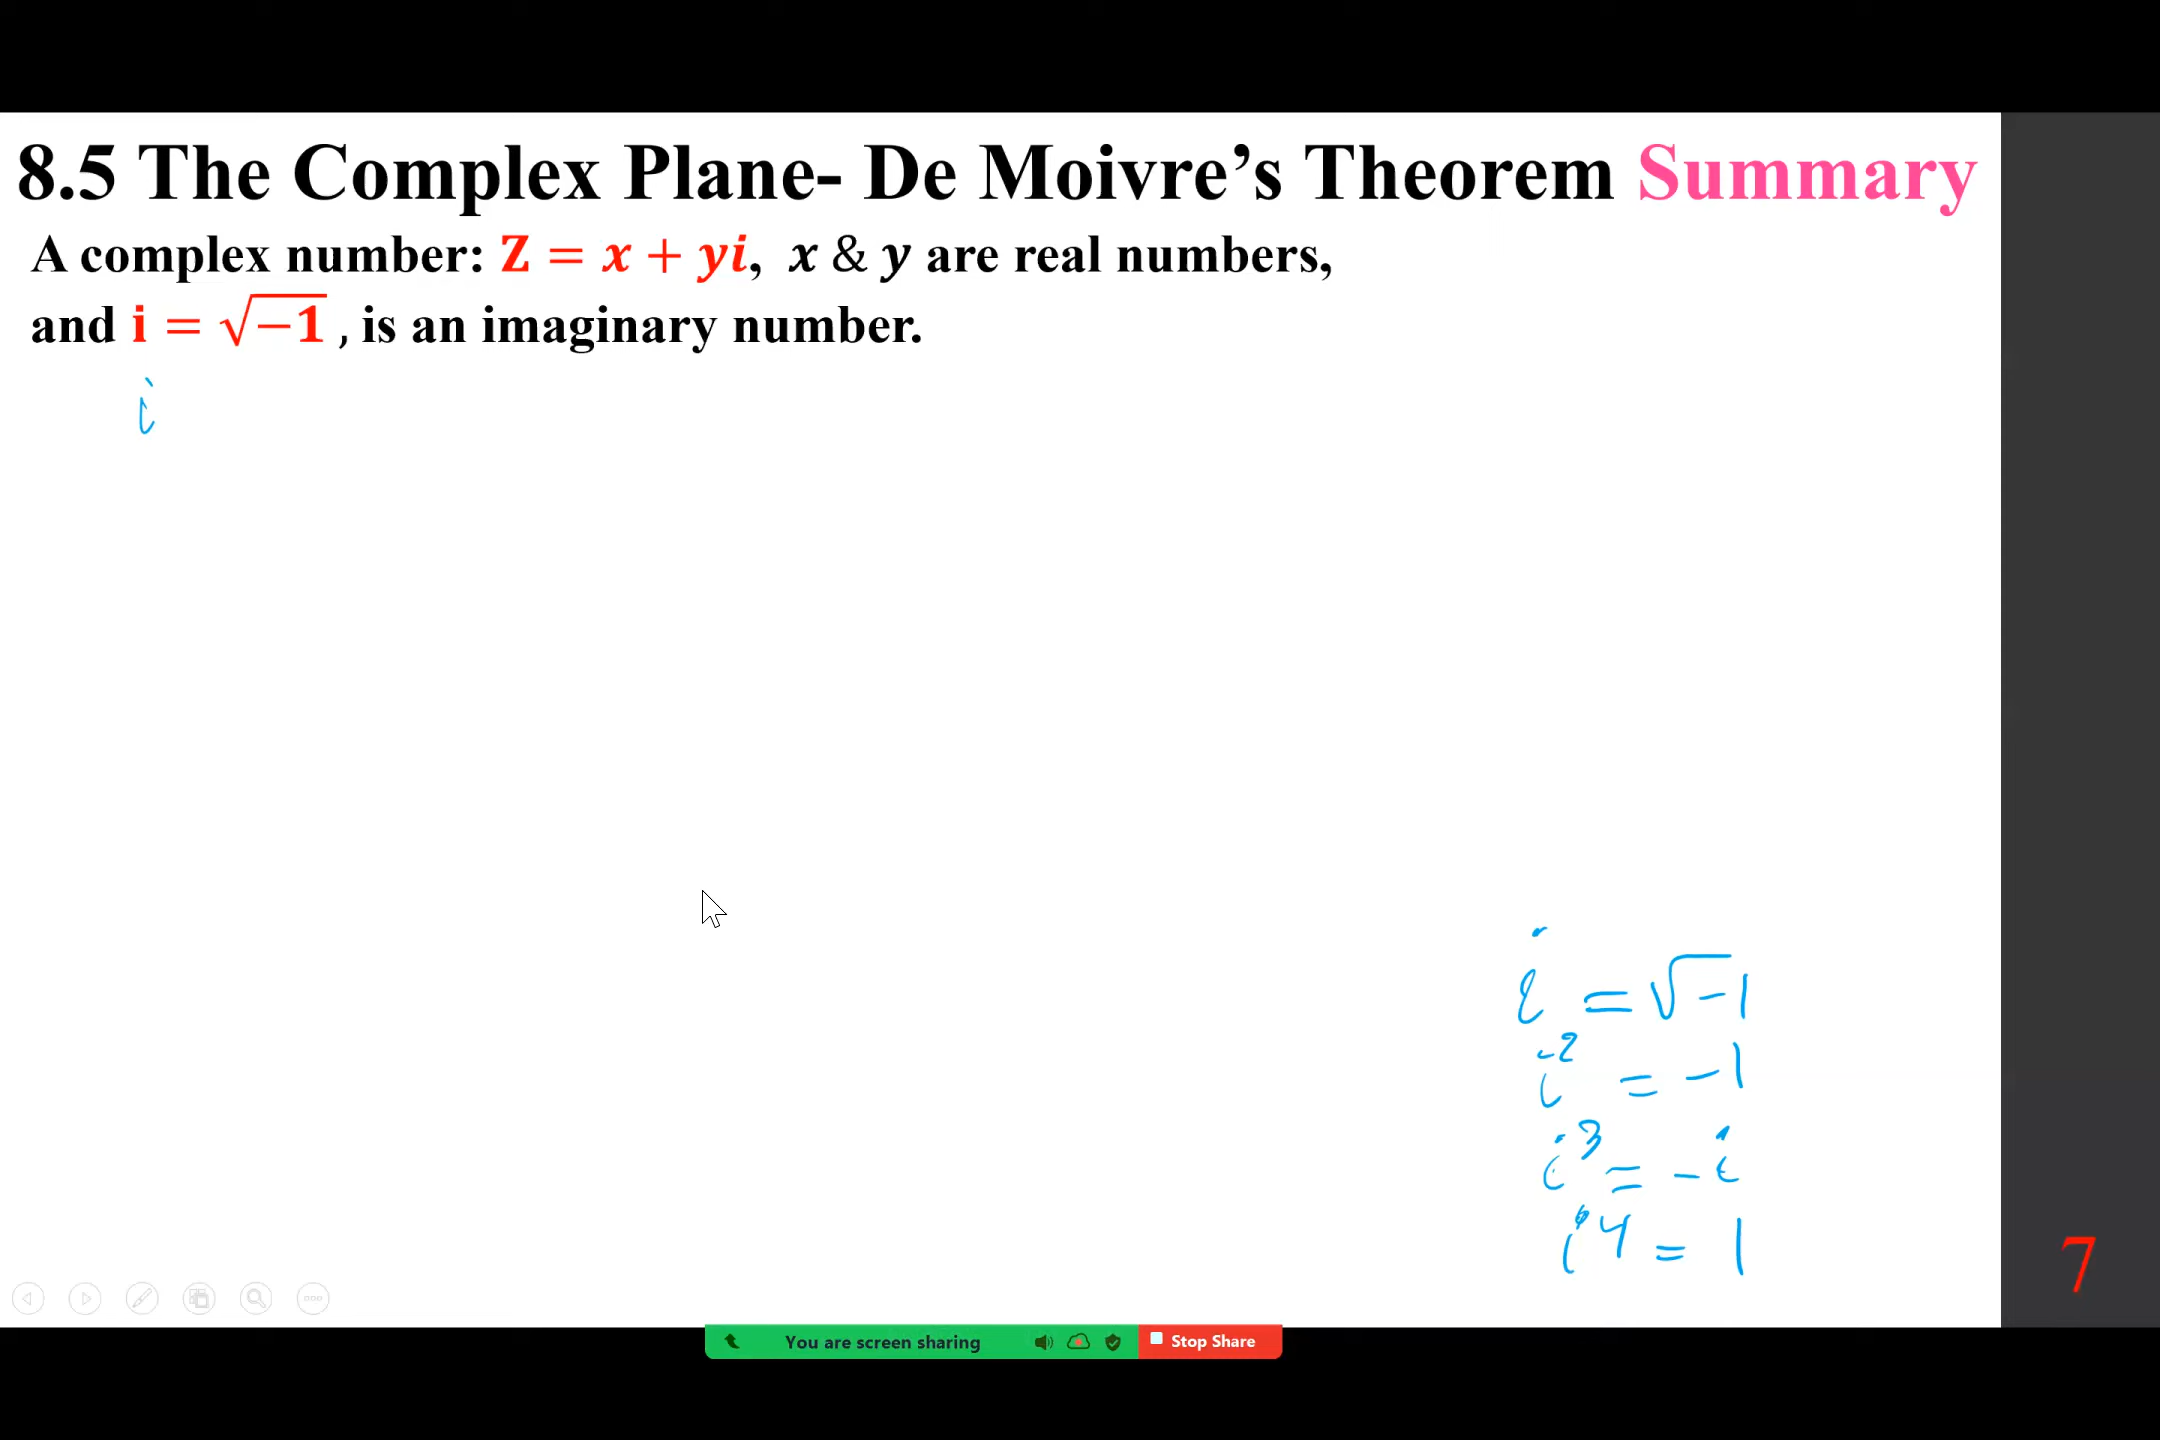 8.5 The Complex Plane- De Moivre’s Theorem Summary
A complex number: Z = x + yi, x & y are real numbers,
and i = √−1 , is an imaginary number.
i
i = √−1
i² = −1
i³ = −i
i⁴ = 1
7
You are screen sharing Stop Share